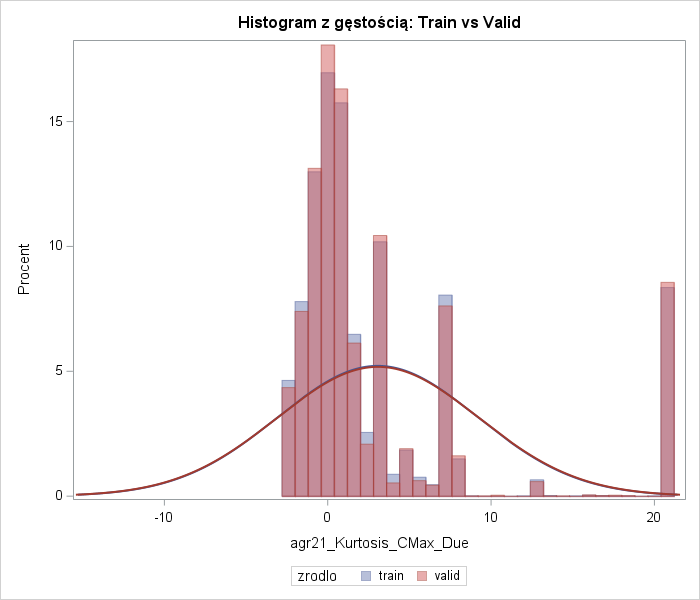 Histogram z gęstością: Train vs Valid
Procent
15
10
5
0
-10
0
10
20
agr21_Kurtosis_CMax_Due
zrodlo train valid